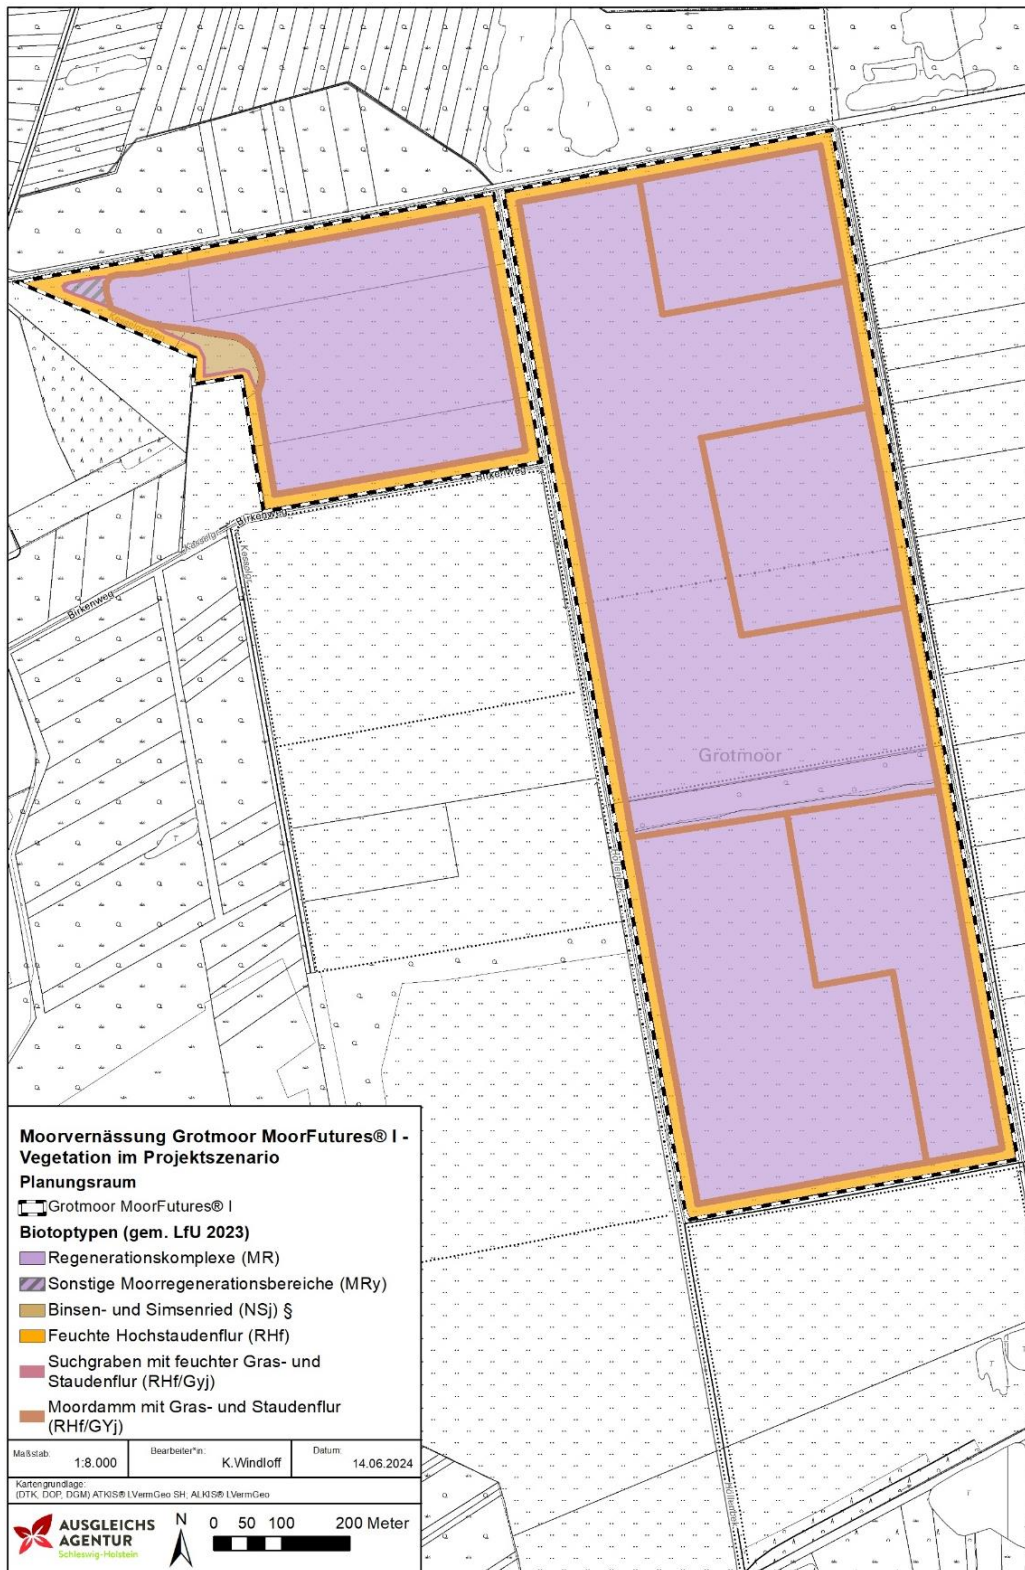 T
T
T
Birkenweg
Birkenweg
Birkenweg
Grotmoor
T
Moorvernässung Grotmoor MoorFutures® I -
Vegetation im Projektszenario
Planungsraum
Grotmoor MoorFutures® I
Biotoptypen (gem. LfU 2023)
Regenerationskomplexe (MR)
Sonstige Moorregenerationsbereiche (MRy)
Binsen- und Simsenried (NSj) §
Feuchte Hochstaudenflur (RHf)
Suchgraben mit feuchter Gras- und
Staudenflur (RHf/Gyj)
Moordamm mit Gras- und Staudenflur
(RHf/GYj)
Maßstab: 1:8.000
Bearbeiter*in: K.Windloff
Datum: 14.06.2024
Kartengrundlage:
(DTK, DOP, DGM) ATKIS® LVermGeo SH; ALKIS® LVermGeo
AUSGLEICHS
AGENTUR
Schleswig-Holstein
N
0 50 100 200 Meter
T
T
T